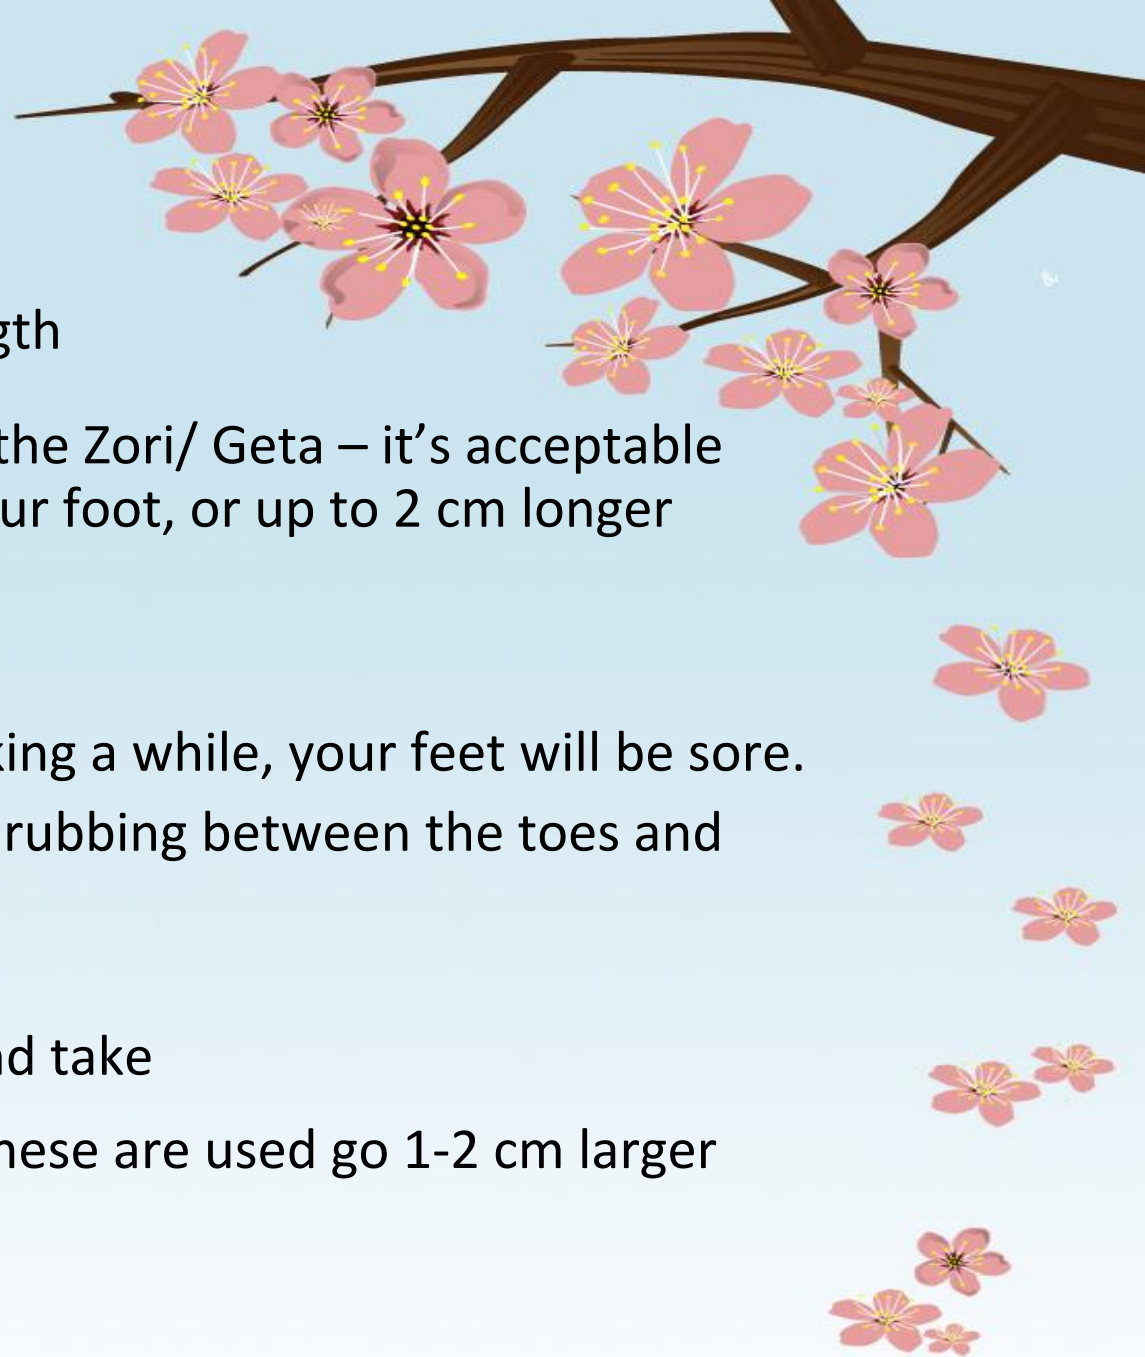 gth
the Zori/ Geta – it’s acceptable
ur foot, or up to 2 cm longer
king a while, your feet will be sore.
rubbing between the toes and
nd take
hese are used go 1-2 cm larger